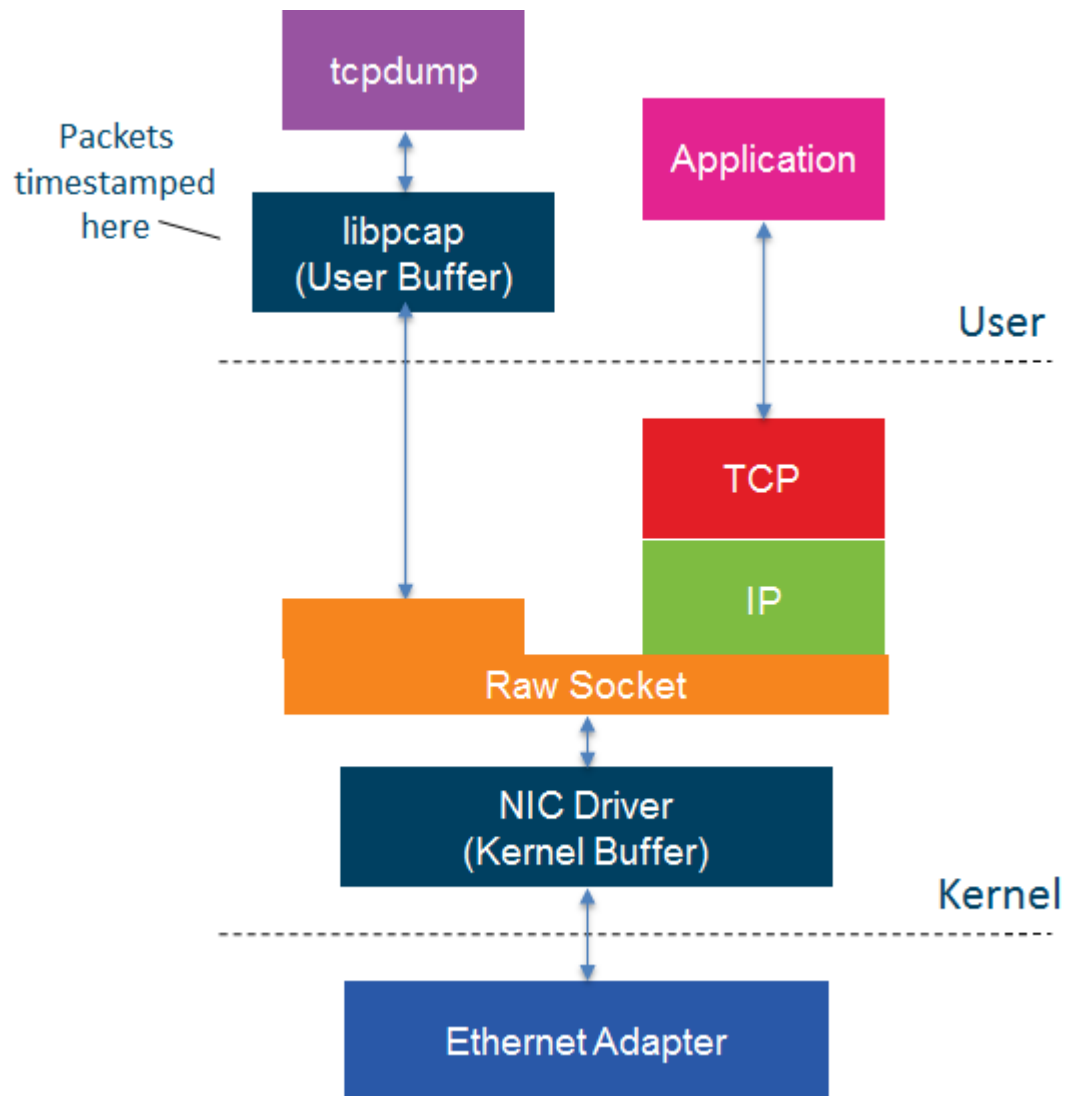 tcpdump
Packets
timestamped
here
Application
libpcap
(User Buffer)
User
TCP
IP
Raw Socket
NIC Driver
(Kernel Buffer)
Kernel
Ethernet Adapter